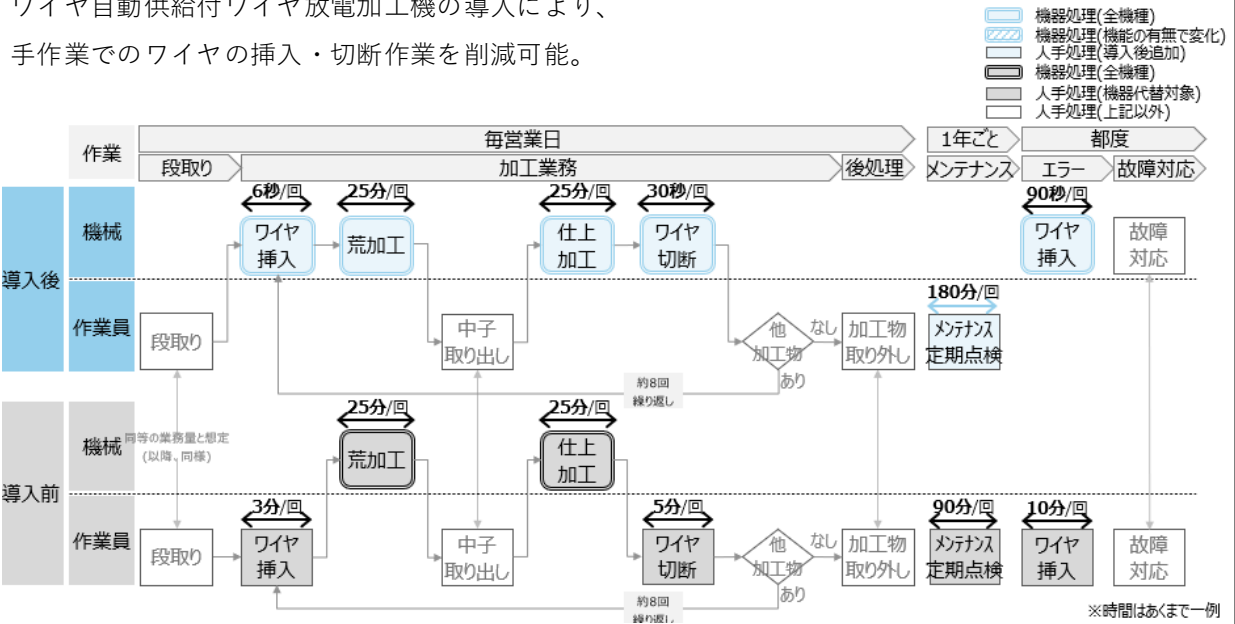 ワイヤ自動供給付ワイヤ放電加工機の導入により、
手作業でのワイヤの挿入・切断作業を削減可能。
機器処理(全機種)
機器処理(機能の有無で変化)
人手処理(導入後追加)
機器処理(全機種)
人手処理(機器代替対象)
人手処理(上記以外)
作業
毎営業日
1年ごと
都度
段取り
加工業務
後処理
メンテナンス
エラー
故障対応
導入後
機械
6秒/回
25分/回
25分/回
30秒/回
90秒/回
ワイヤ
挿入
荒加工
仕上
加工
ワイヤ
切断
ワイヤ
挿入
故障
対応
作業員
180分/回
段取り
中子
取り出し
他
加工物
なし
あり
加工物
取り外し
メンテナンス
定期点検
約8回
繰り返し
同等の業務量と想定
(以降、同様)
導入前
機械
25分/回
25分/回
荒加工
仕上
加工
作業員
3分/回
5分/回
90分/回
10分/回
段取り
ワイヤ
挿入
中子
取り出し
ワイヤ
切断
他
加工物
なし
あり
加工物
取り外し
メンテナンス
定期点検
ワイヤ
挿入
故障
対応
約8回
繰り返し
※時間はあくまで一例